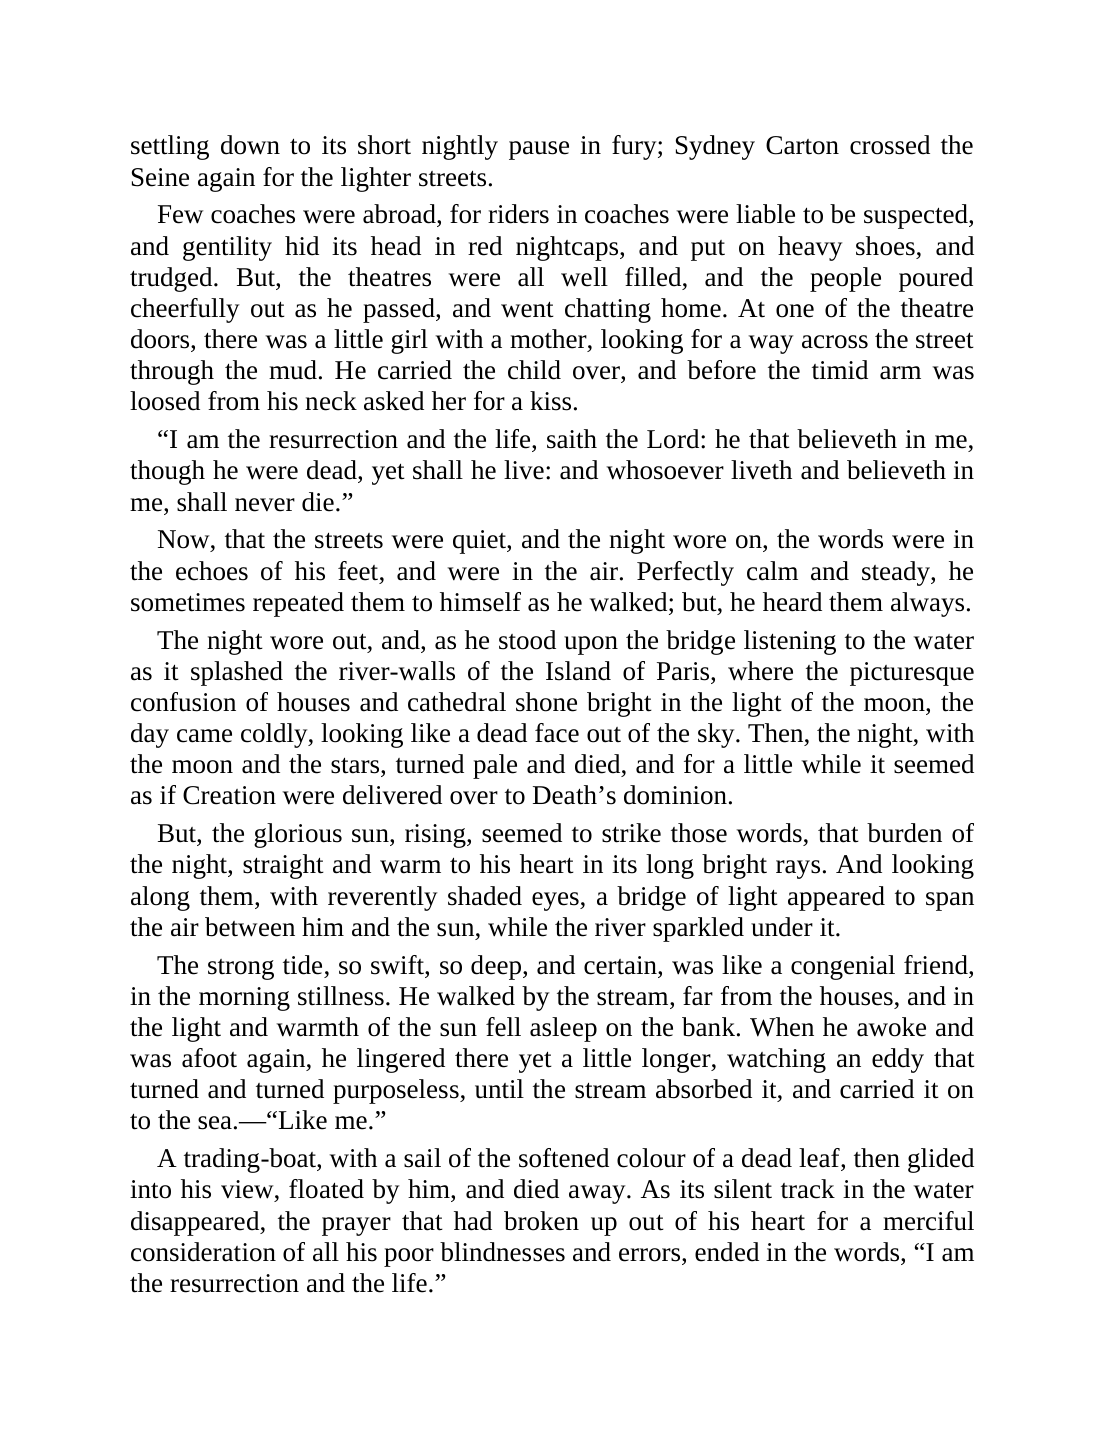 settling down to its short nightly pause in fury; Sydney Carton crossed the
Seine again for the lighter streets.
Few coaches were abroad, for riders in coaches were liable to be suspected,
and gentility hid its head in red nightcaps, and put on heavy shoes, and
trudged. But, the theatres were all well filled, and the people poured
cheerfully out as he passed, and went chatting home. At one of the theatre
doors, there was a little girl with a mother, looking for a way across the street
through the mud. He carried the child over, and before the timid arm was
loosed from his neck asked her for a kiss.
“I am the resurrection and the life, saith the Lord: he that believeth in me,
though he were dead, yet shall he live: and whosoever liveth and believeth in
me, shall never die.”
Now, that the streets were quiet, and the night wore on, the words were in
the echoes of his feet, and were in the air. Perfectly calm and steady, he
sometimes repeated them to himself as he walked; but, he heard them always.
The night wore out, and, as he stood upon the bridge listening to the water
as it splashed the river-walls of the Island of Paris, where the picturesque
confusion of houses and cathedral shone bright in the light of the moon, the
day came coldly, looking like a dead face out of the sky. Then, the night, with
the moon and the stars, turned pale and died, and for a little while it seemed
as if Creation were delivered over to Death’s dominion.
But, the glorious sun, rising, seemed to strike those words, that burden of
the night, straight and warm to his heart in its long bright rays. And looking
along them, with reverently shaded eyes, a bridge of light appeared to span
the air between him and the sun, while the river sparkled under it.
The strong tide, so swift, so deep, and certain, was like a congenial friend,
in the morning stillness. He walked by the stream, far from the houses, and in
the light and warmth of the sun fell asleep on the bank. When he awoke and
was afoot again, he lingered there yet a little longer, watching an eddy that
turned and turned purposeless, until the stream absorbed it, and carried it on
to the sea.—“Like me.”
A trading-boat, with a sail of the softened colour of a dead leaf, then glided
into his view, floated by him, and died away. As its silent track in the water
disappeared, the prayer that had broken up out of his heart for a merciful
consideration of all his poor blindnesses and errors, ended in the words, “I am
the resurrection and the life.”